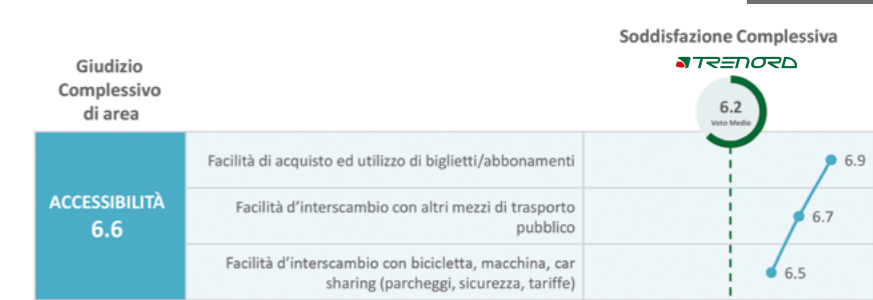 Soddisfazione Complessiva
TRENORD
Giudizio
Complessivo
di area
6.2
Voto Medio
ACCESSIBILITÀ
6.6
Facilità di acquisto ed utilizzo di biglietti/abbonamenti
6.9
Facilità d'interscambio con altri mezzi di trasporto
pubblico
6.7
Facilità d'interscambio con bicicletta, macchina, car
sharing (parcheggi, sicurezza, tariffe)
6.5